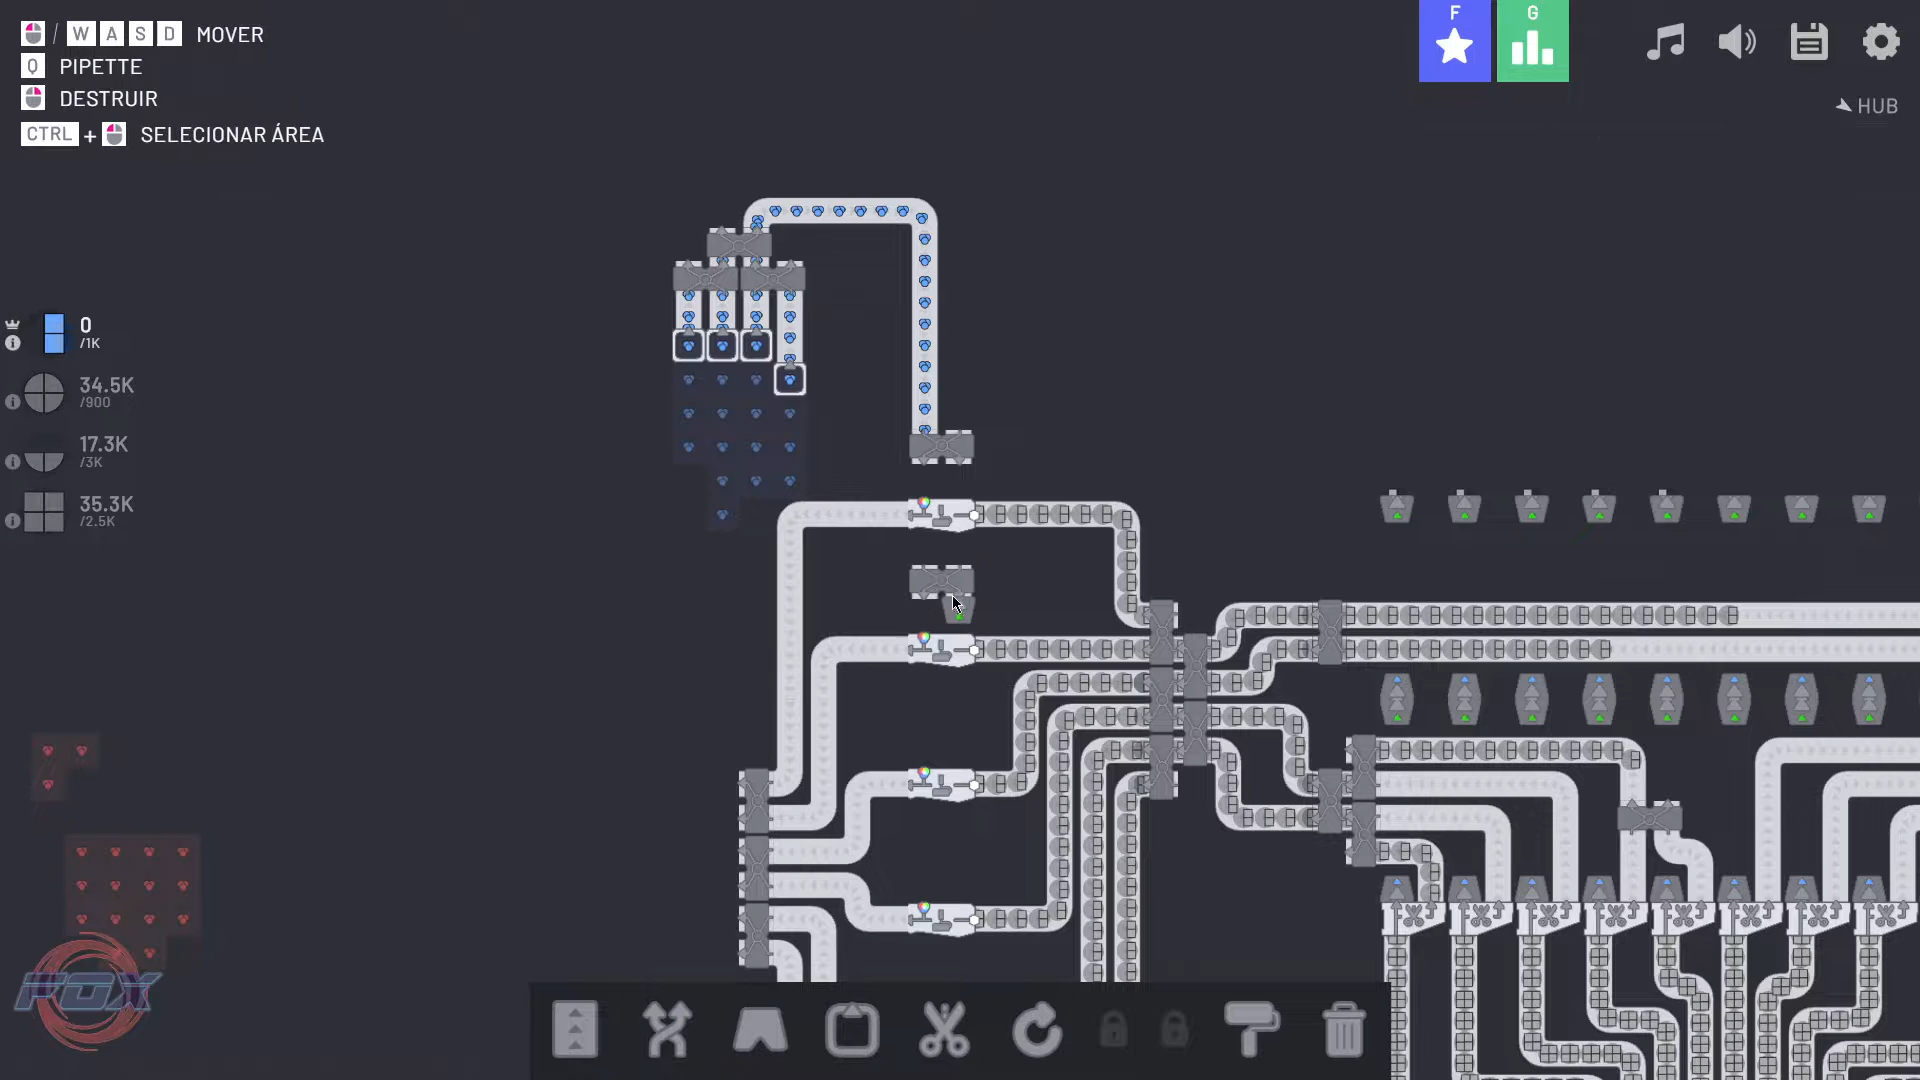 / W A S D MOVER
Q PIPETTE
DESTRUIR
CTRL + SELECIONAR ÁREA
F
G
HUB
0
/1K
34.5K
/900
17.3K
/3K
35.3K
/2.5K
FOX